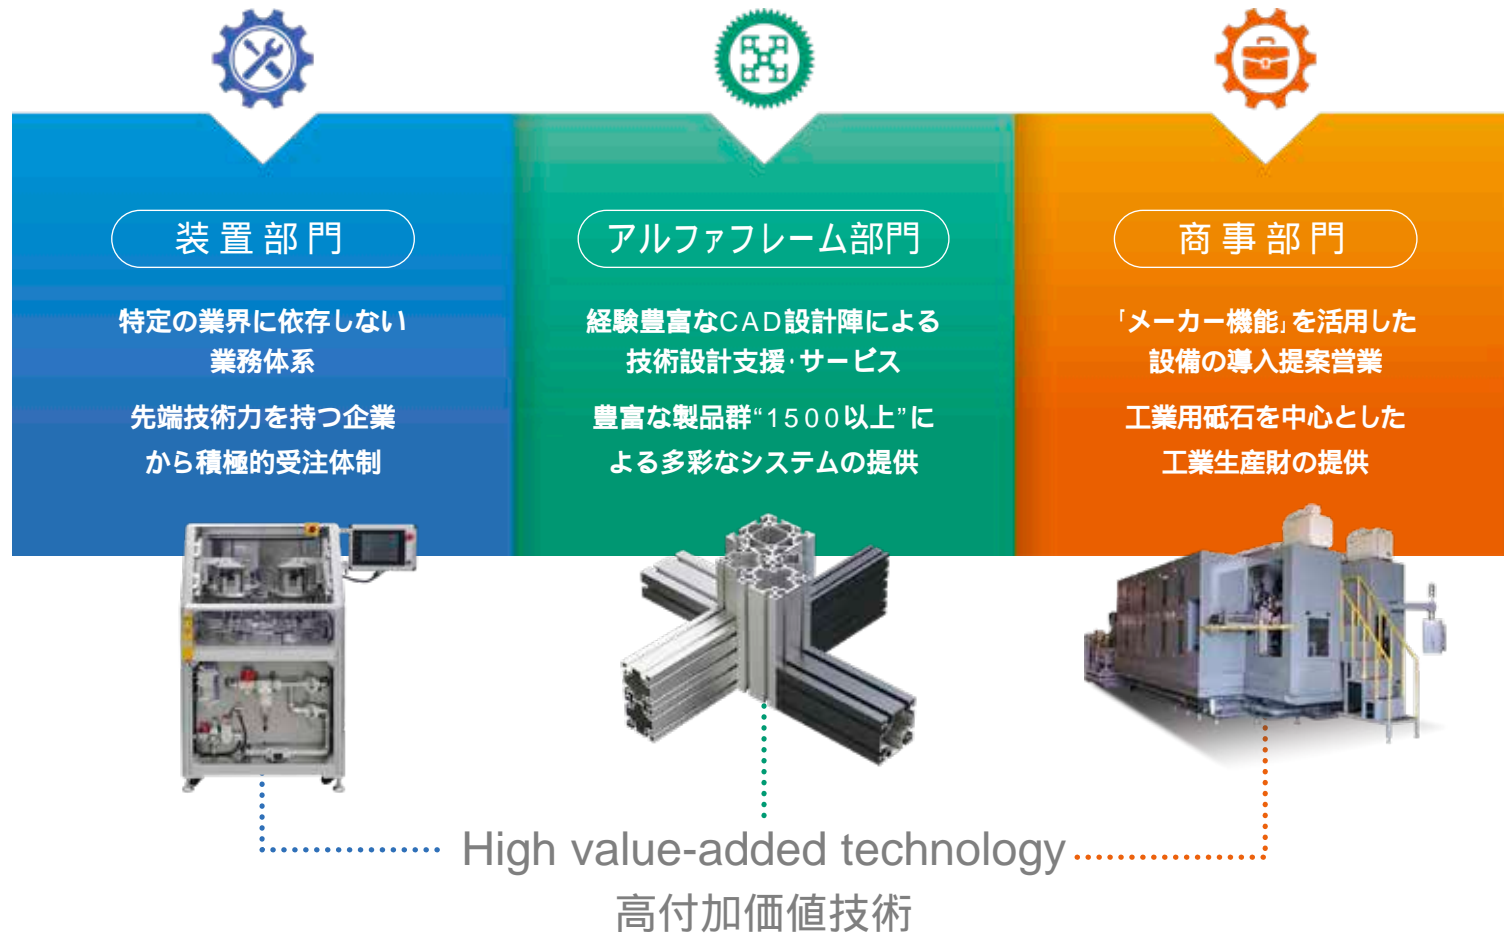 装置部門
特定の業界に依存しない
業務体系
先端技術力を持つ企業
から積極的受注体制
アルファフレーム部門
経験豊富なCAD設計陣による
技術設計支援・サービス
豊富な製品群“1500以上”に
よる多彩なシステムの提供
商事部門
「メーカー機能」を活用した
設備の導入提案営業
工業用砥石を中心とした
工業生産財の提供
High value-added technology
高付加価値技術